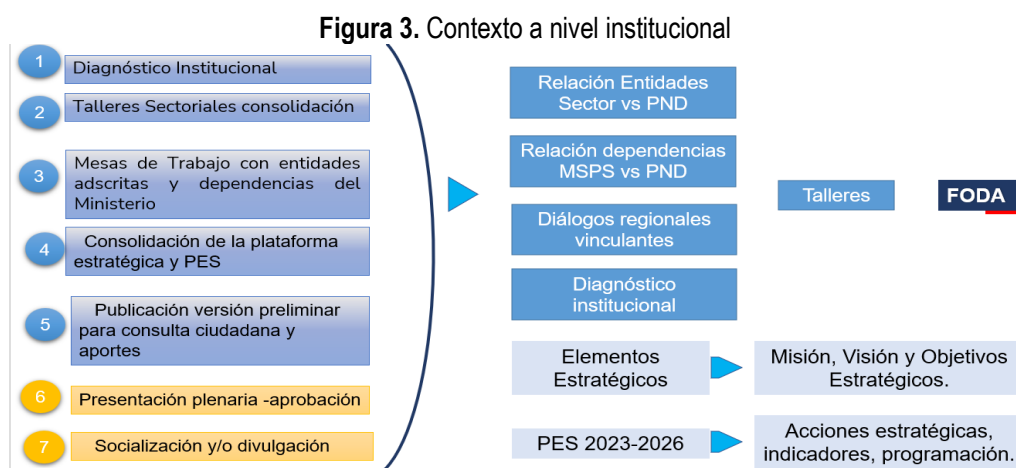 Figura 3. Contexto a nivel institucional
1
Diagnóstico Institucional
2
Talleres Sectoriales consolidación
3
Mesas de Trabajo con entidades
adscritas y dependencias del
Ministerio
4
Consolidación de la plataforma
estratégica y PES
5
Publicación versión preliminar
para consulta ciudadana y
aportes
6
Presentación plenaria -aprobación
7
Socialización y/o divulgación
Relación Entidades
Sector vs PND
Relación dependencias
MSPS vs PND
Diálogos regionales
vinculantes
Diagnóstico
institucional
Talleres
FODA
Elementos
Estratégicos
Misión, Visión y Objetivos
Estratégicos.
PES 2023-2026
Acciones estratégicas,
indicadores, programación.